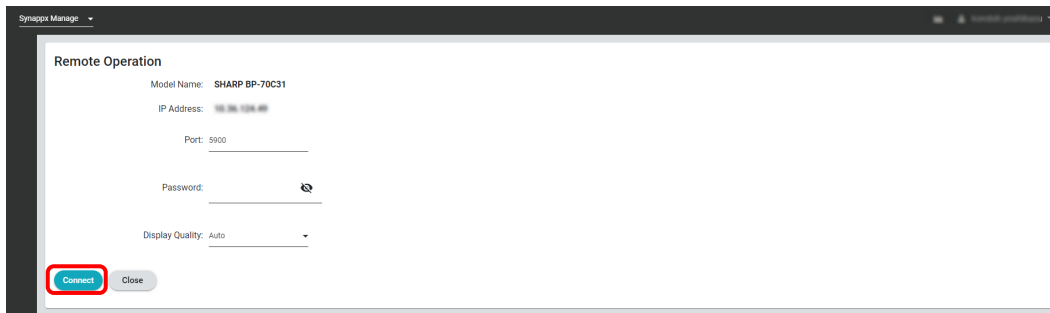 Synappx Manage
Remote Operation
Model Name: SHARP BP-70C31
IP Address:
Port: 5900
Password:
Display Quality: Auto
Connect Close